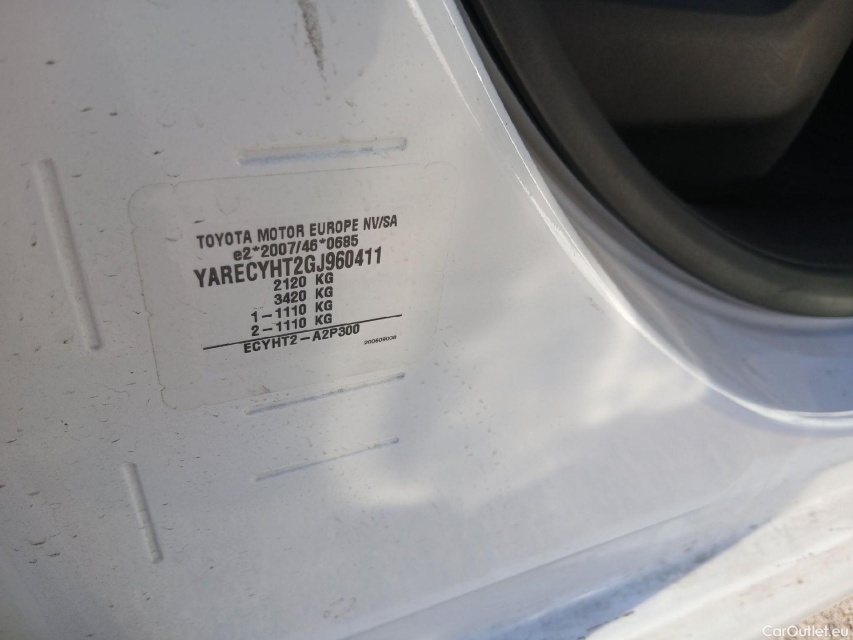 TOYOTA MOTOR EUROPE NV/SA
e2*2007/46*0685
YARECYHT2GJ960411
2120 KG
3420 KG
1-1110 KG
2-1110 KG
ECYHT2-A2P300
CarOutlet.eu